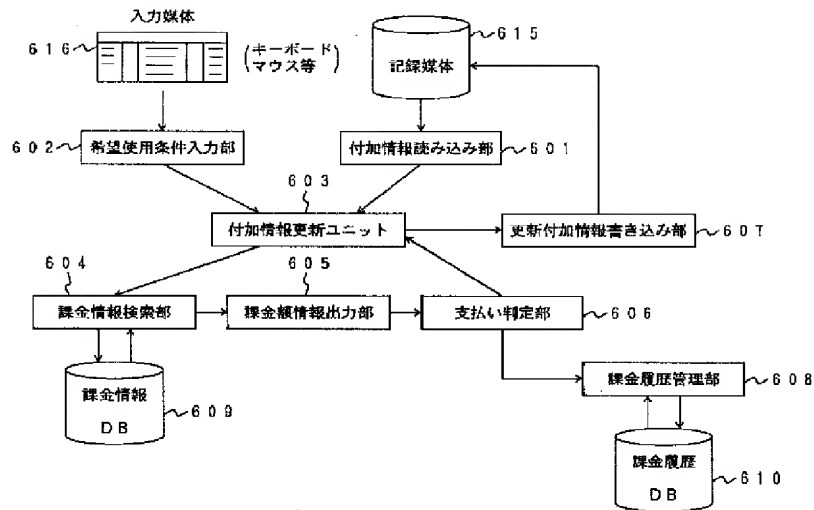 入力媒体
616
(キーボード
マウス等)
615
記録媒体
602
希望使用条件入力部
付加情報読み込み部
601
603
付加情報更新ユニット
更新付加情報書き込み部
607
604
課金情報検索部
605
課金額情報出力部
支払い判定部
606
課金情報
DB
609
課金履歴管理部
608
課金履歴
DB
610